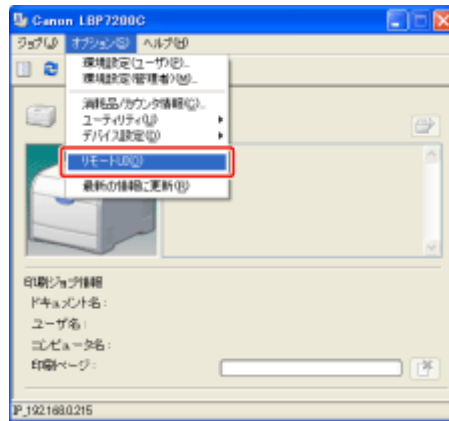 Canon LBP7200C
ジョブ(J) オプション(S) ヘルプ(H)
環境設定(ユーザ)(E)...
環境設定(管理者)(M)...
消耗品/カウンタ情報(C)...
ユーティリティ(U)
デバイス設定(D)
リモートUI(O)
最新の情報に更新(R)
印刷ジョブ情報
ドキュメント名:
ユーザ名:
コンピュータ名:
印刷ページ:
IP_192.168.0.215